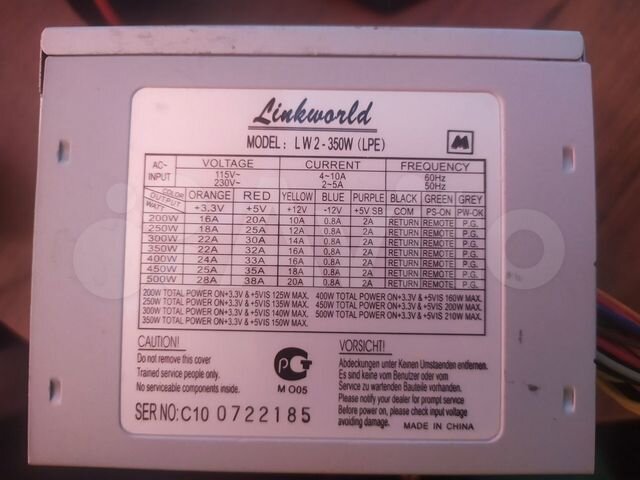 Linkworld
MODEL: LW2-350W (LPE)
M
AC~ INPUT VOLTAGE CURRENT FREQUENCY
115V~ 4~10A 60Hz
230V~ 2~5A 50Hz
COLOR OUTPUT WATT ORANGE RED YELLOW BLUE PURPLE BLACK GREEN GREY
+3.3V +5V +12V -12V +5V SB COM PS-ON PW-OK
200W 16A 20A 10A 0.8A 2A RETURN REMOTE P.G.
250W 18A 25A 12A 0.8A 2A RETURN REMOTE P.G.
300W 22A 30A 14A 0.8A 2A RETURN REMOTE P.G.
350W 22A 32A 16A 0.8A 2A RETURN REMOTE P.G.
400W 24A 33A 16A 0.8A 2A RETURN REMOTE P.G.
450W 25A 35A 18A 0.8A 2A RETURN REMOTE P.G.
500W 28A 38A 20A 0.8A 2A RETURN REMOTE P.G.
200W TOTAL POWER ON+3.3V & +5VIS 125W MAX. 400W TOTAL POWER ON+3.3V & +5VIS 160W MAX.
250W TOTAL POWER ON+3.3V & +5VIS 135W MAX. 450W TOTAL POWER ON+3.3V & +5VIS 200W MAX.
300W TOTAL POWER ON+3.3V & +5VIS 140W MAX. 500W TOTAL POWER ON+3.3V & +5VIS 210W MAX.
350W TOTAL POWER ON+3.3V & +5VIS 150W MAX.
CAUTION!
Do not remove this cover
Trained service people only.
No serviceable components inside.
M O05
SER NO: C10 0722185
VORSICHT!
Abdeckungen unter Keinen Umstaenden entfernen.
Es sind keine vom Benutzer oder vom
Service zu wartenden Bauteile vorhanden.
Please notify your dealer for prompt service
Before power on, please check input voltage
avoiding damage. MADE IN CHINA